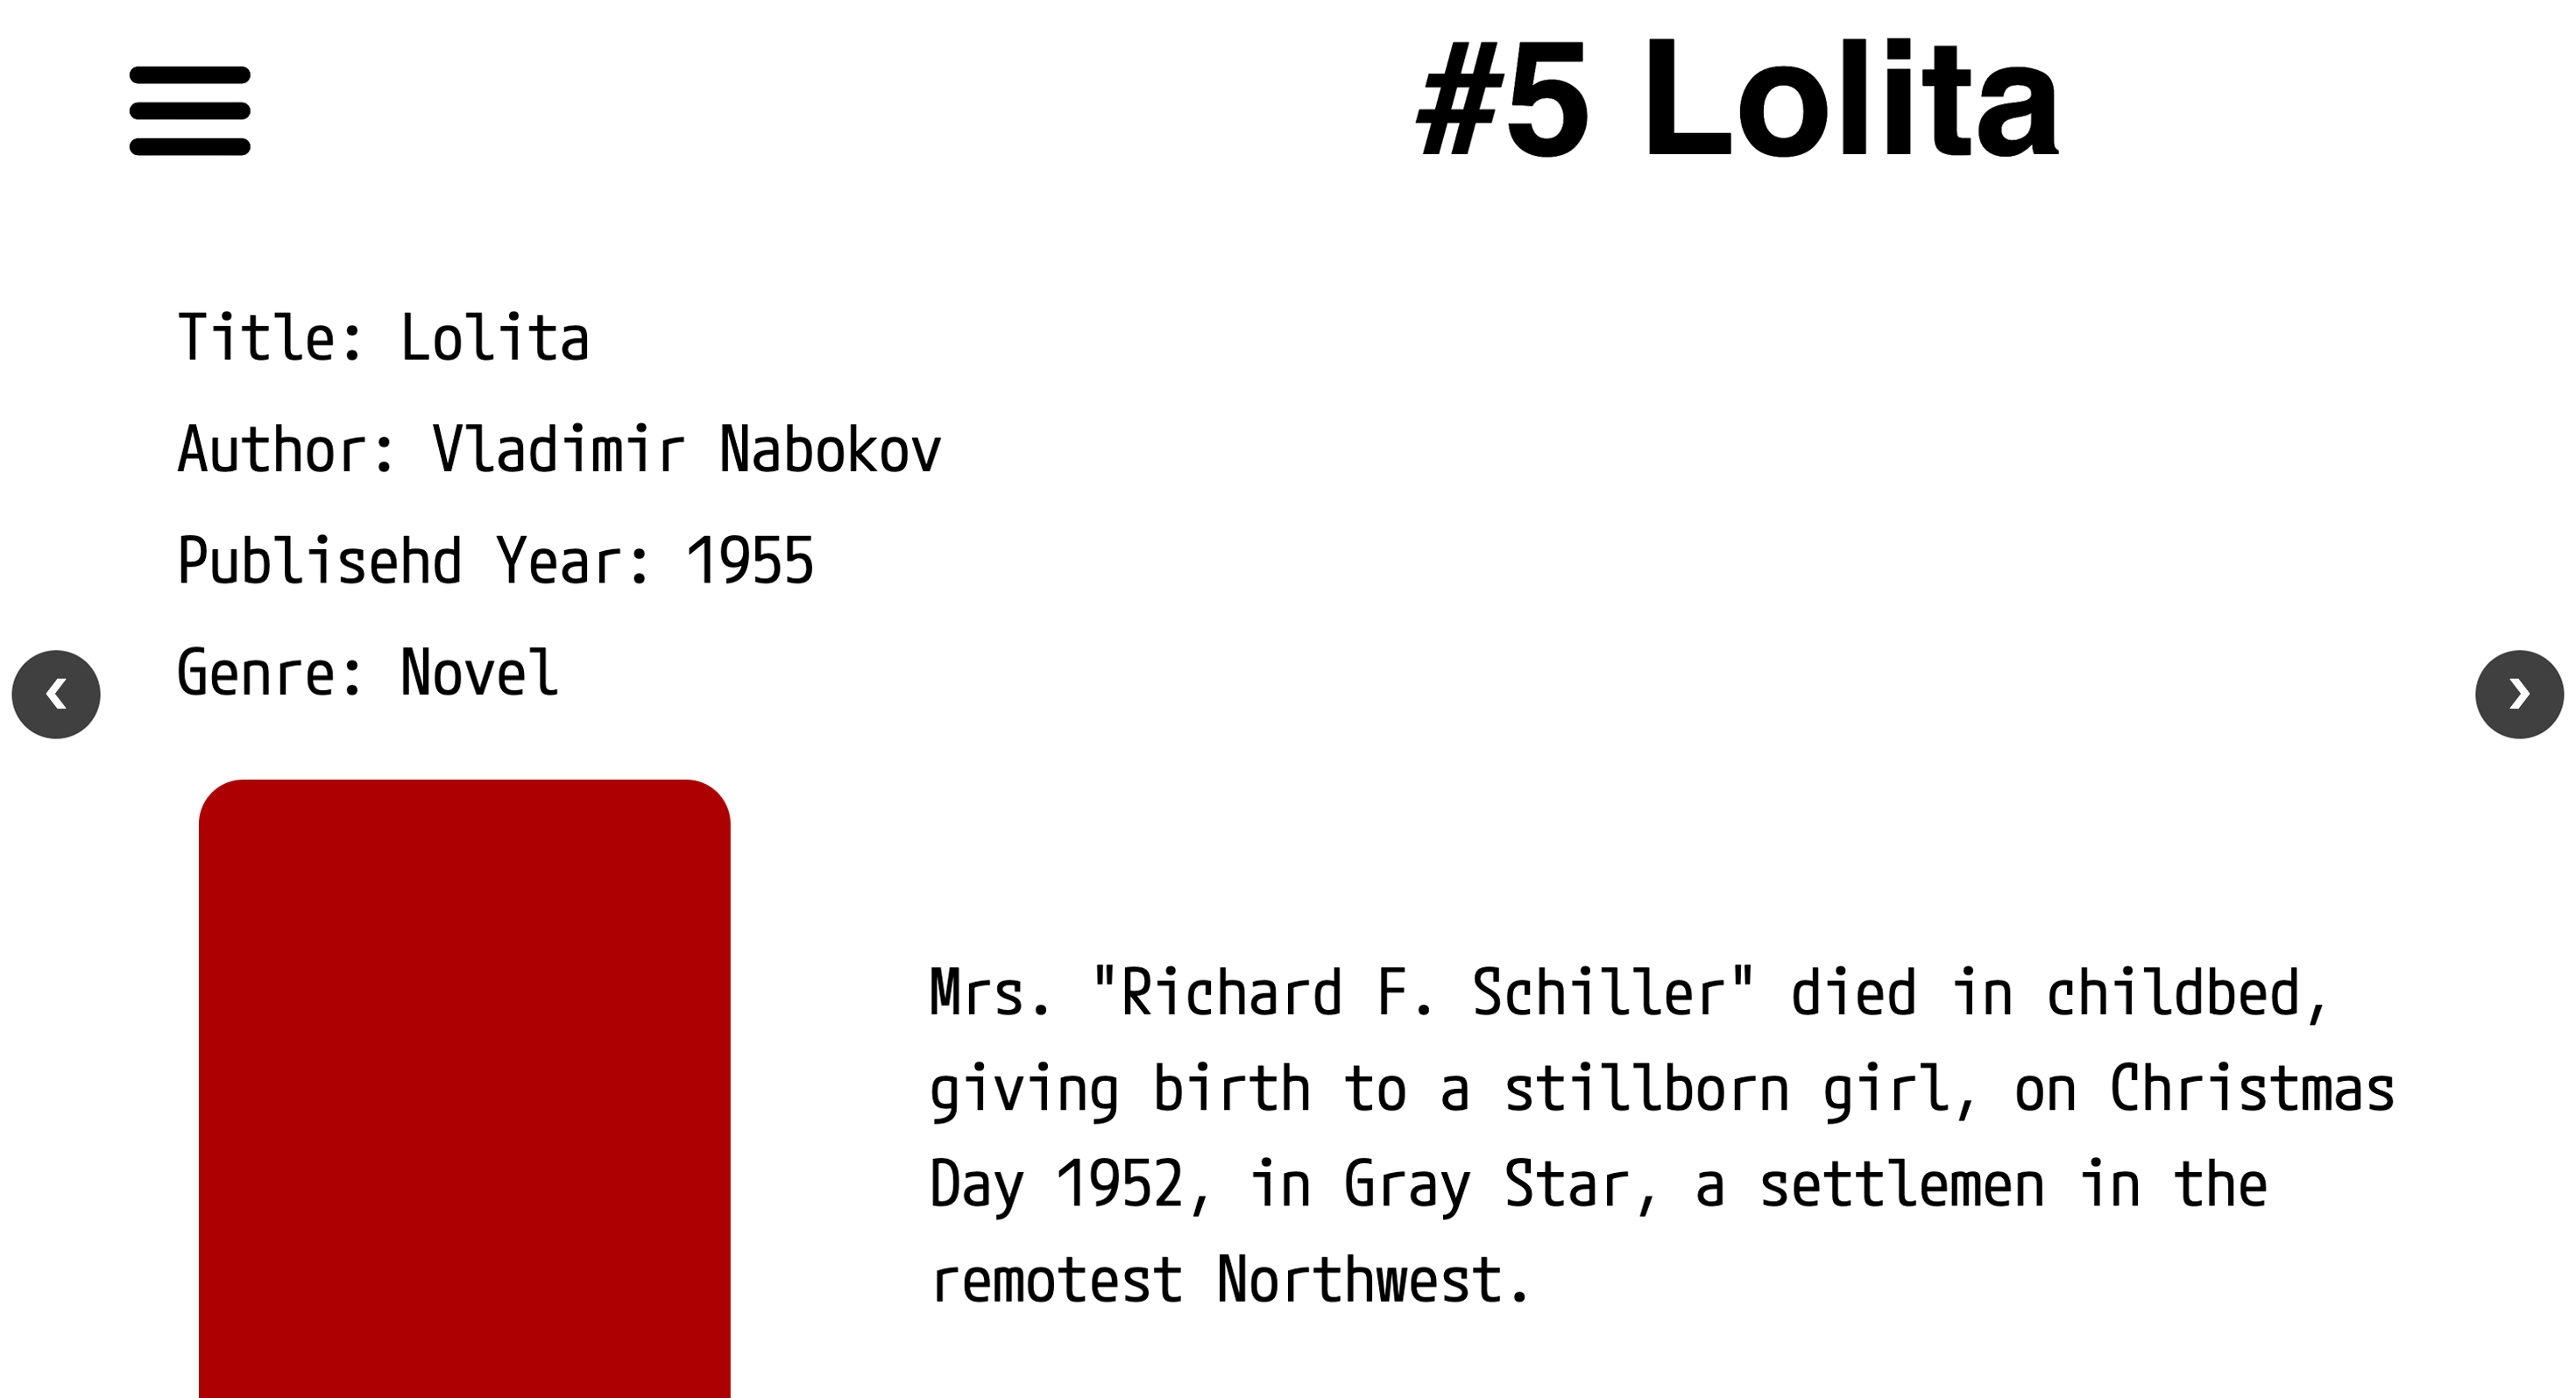 #5 Lolita
Title: Lolita
Author: Vladimir Nabokov
Publisehd Year: 1955
Genre: Novel
Mrs. "Richard F. Schiller" died in childbed,
giving birth to a stillborn girl, on Christmas
Day 1952, in Gray Star, a settlemen in the
remotest Northwest.